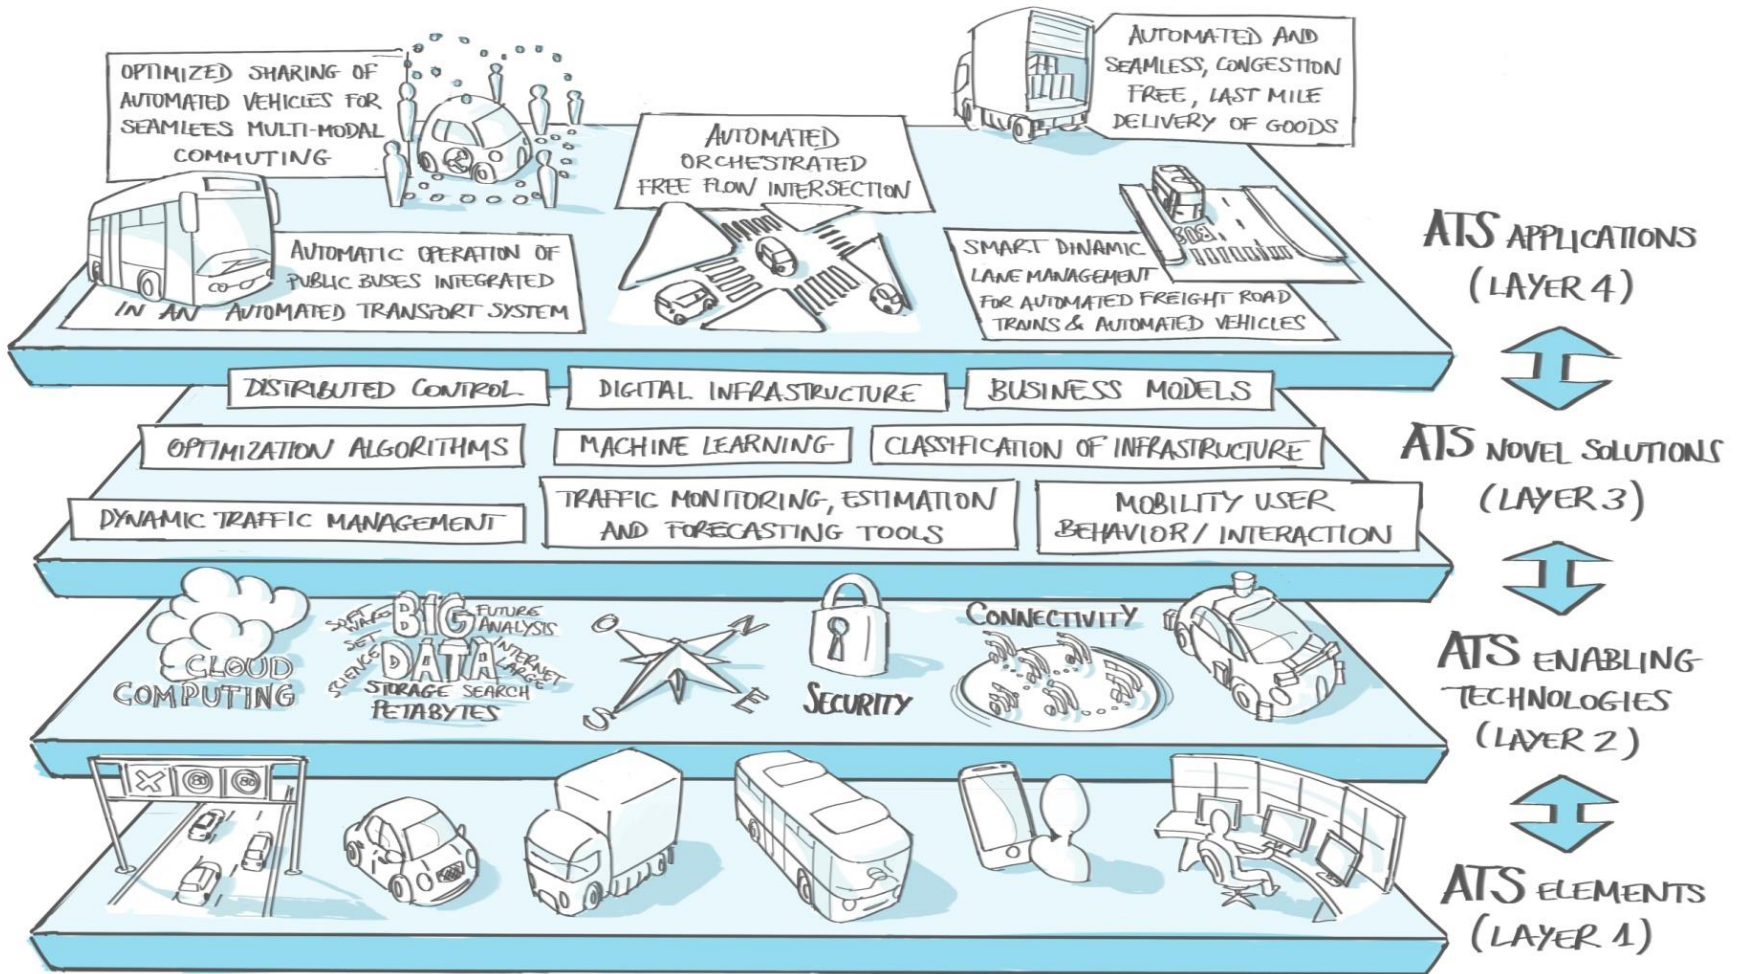 OPTIMIZED SHARING OF
AUTOMATED VEHICLES FOR
SEAMLEES MULTI-MODAL
COMMUTING
AUTOMATED
ORCHESTRATED
FREE FLOW INTERSECTION
AUTOMATED AND
SEAMLESS, CONGESTION
FREE, LAST MILE
DELIVERY OF GOODS
AUTOMATIC OPERATION OF
PUBLIC BUSES INTEGRATED
IN AN AUTOMATED TRANSPORT SYSTEM
SMART DINAMIC
LANE MANAGEMENT
FOR AUTOMATED FREIGHT ROAD
TRAINS & AUTOMATED VEHICLES
BUS
ATS APPLICATIONS
(LAYER 4)
DISTRIBUTED CONTROL
DIGITAL INFRASTRUCTURE
BUSINESS MODELS
OPTIMIZATION ALGORITHMS
MACHINE LEARNING
CLASSIFICATION OF INFRASTRUCTURE
DYNAMIC TRAFFIC MANAGEMENT
TRAFFIC MONITORING, ESTIMATION
AND FORECASTING TOOLS
MOBILITY USER
BEHAVIOR / INTERACTION
ATS NOVEL SOLUTIONS
(LAYER 3)
CLOUD
COMPUTING
SOFTWARE
SET
SCIENCE
BIG
DATA
FUTURE
ANALYSIS
INTERNET
LARGE
STORAGE SEARCH
PETABYTES
O
N
S
E
SECURITY
CONNECTIVITY
ATS ENABLING
TECHNOLOGIES
(LAYER 2)
80
80
ATS ELEMENTS
(LAYER 1)